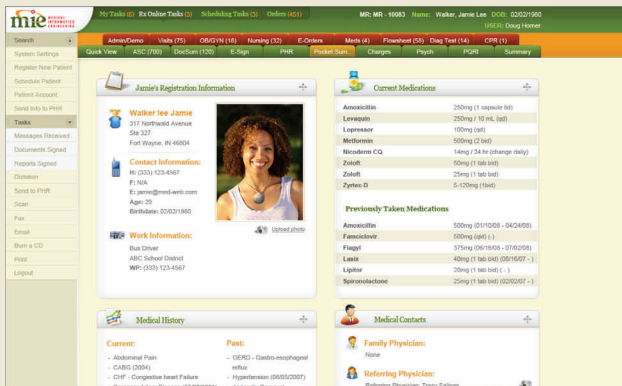 mie MEDICAL INFORMATICS ENGINEERING
My Tasks (6) Rx Online Tasks (3) Scheduling Tasks (3) Orders (451)
MR: MR - 10083 Name: Walker, Jamie Lee DOB: 02/02/1980
USER: Doug Horner
Admin/Demo Visits (75) OB/GYN (18) Nursing (32) E-Orders Meds (4) Flowsheet (58) Diag Test (14) CPR (1)
Quick View ASC (700) DocSum (120) E-Sign PHR Pocket Sum... Charges Psych PQRI Summary
Search
System Settings
Register New Patient
Schedule Patient
Patient Account
Send Info to PHR
Tasks
Messages Received
Documents Signed
Reports Signed
Dictation
Send to PHR
Scan
Fax
Email
Burn a CD
Print
Logout
Jamie's Registration Information
Walker lee Jamie
317 Northwald Avenue
Ste 327
Fort Wayne, IN 46804
Contact Information:
H: (333) 123-4567
F: N/A
E: jamie@med-web.com
Age: 29
Birthdate: 02/02/1980
Upload photo
Work Information:
Bus Driver
ABC School District
WP: (333) 123-4567
Current Medications
Amoxicillin 250mg (1 capsule tid)
Levaquin 250mg / 10 mL (qd)
Lopressor 100mg (qd)
Metformin 500mg (2 bid)
Nicoderm CQ 14mg / 24 hr (change daily)
Zoloft 50mg (1 tab bid)
Zoloft 25mg (1 tab bid)
Zyrtec-D 5-120mg (1bid)
Previously Taken Medications
Amoxicillin 500mg (01/10/08 - 04/24/08)
Famciclovir 500mg (qid) (-)
Flagyl 375mg (06/18/08 - 07/02/08)
Lasix 40mg (1 tab bid) (08/16/07 - )
Lipitor 20mg (1 tab bid) ( - )
Spironolactone 25mg (1 tab bid) (02/02/07 - )
Medical History
Current:
- Abdominal Pain
- CABG (2004)
- CHF - Congestive heart Failure
Past:
- GERD - Gastro-esophageal
reflux
- Hypertension (06/05/2007)
Medical Contacts
Family Physician:
None
Referring Physician:
Referring Physician: Tracy